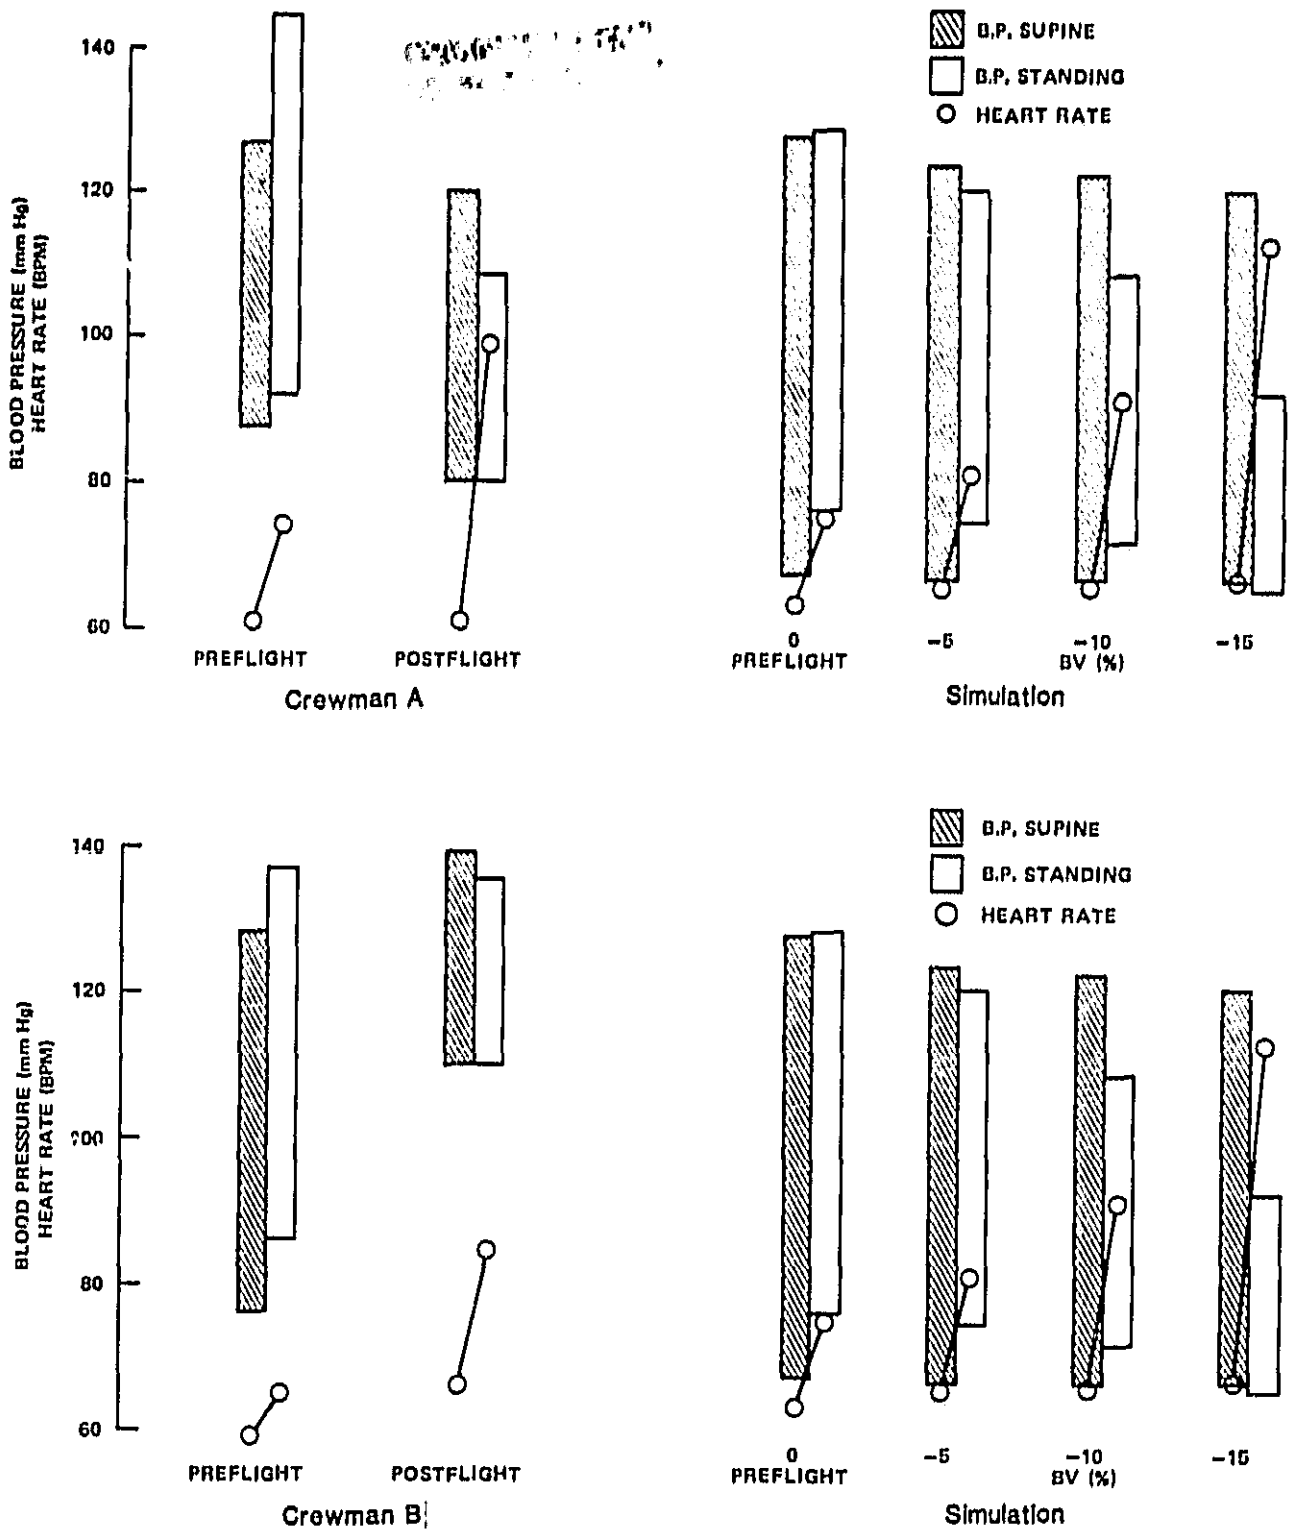 B.P. SUPINE
B.P. STANDING
HEART RATE
BLOOD PRESSURE (mm Hg)
HEART RATE (BPM)
140
120
100
80
60
PREFLIGHT
POSTFLIGHT
Crewman A
0
-5
-10
-15
PREFLIGHT
BV (%)
Simulation
B.P. SUPINE
B.P. STANDING
HEART RATE
BLOOD PRESSURE (mm Hg)
HEART RATE (BPM)
140
120
100
80
60
PREFLIGHT
POSTFLIGHT
Crewman B
0
-5
-10
-15
PREFLIGHT
BV (%)
Simulation